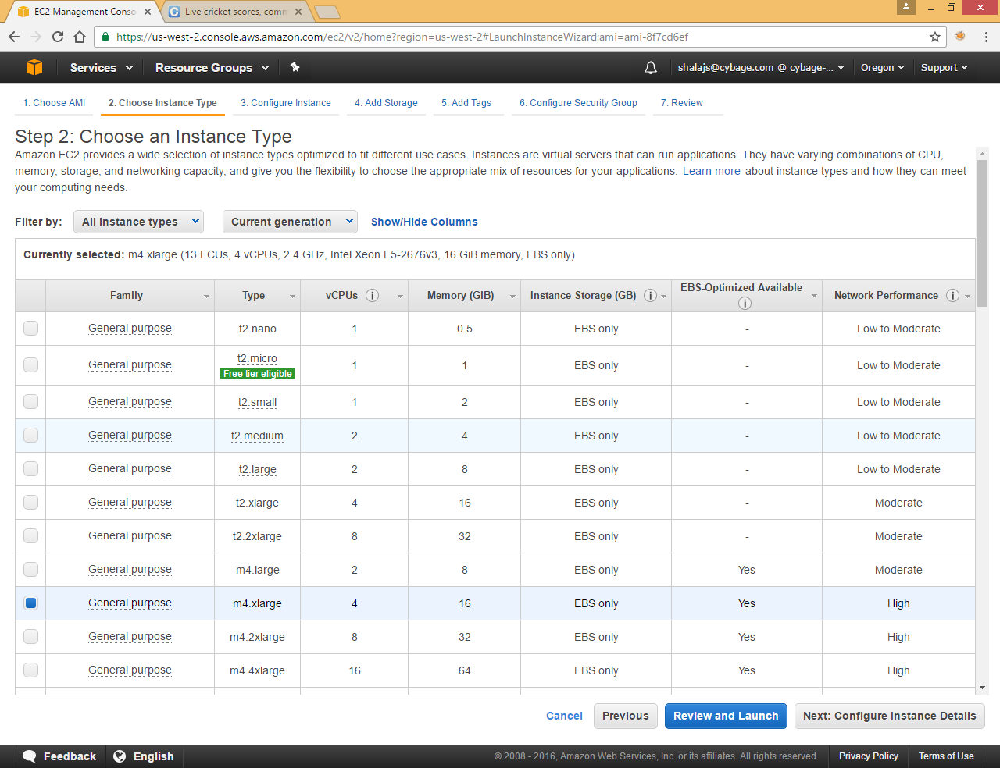 EC2 Management Conso
Live cricket scores, comm
https://us-west-2.console.aws.amazon.com/ec2/v2/home?region=us-west-2#LaunchInstanceWizard:ami=ami-8f7cd6ef
Services Resource Groups shalajs@cybage.com @ cybage-... Oregon Support
1. Choose AMI 2. Choose Instance Type 3. Configure Instance 4. Add Storage 5. Add Tags 6. Configure Security Group 7. Review
Step 2: Choose an Instance Type
Amazon EC2 provides a wide selection of instance types optimized to fit different use cases. Instances are virtual servers that can run applications. They have varying combinations of CPU,
memory, storage, and networking capacity, and give you the flexibility to choose the appropriate mix of resources for your applications. Learn more about instance types and how they can meet
your computing needs.
Filter by: All instance types Current generation Show/Hide Columns
Currently selected: m4.xlarge (13 ECUs, 4 vCPUs, 2.4 GHz, Intel Xeon E5-2676v3, 16 GiB memory, EBS only)
Family Type vCPUs Memory (GiB) Instance Storage (GB) EBS-Optimized Available Network Performance
General purpose t2.nano 1 0.5 EBS only - Low to Moderate
General purpose t2.micro 1 1 EBS only - Low to Moderate
Free tier eligible
General purpose t2.small 1 2 EBS only - Low to Moderate
General purpose t2.medium 2 4 EBS only - Low to Moderate
General purpose t2.large 2 8 EBS only - Low to Moderate
General purpose t2.xlarge 4 16 EBS only - Moderate
General purpose t2.2xlarge 8 32 EBS only - Moderate
General purpose m4.large 2 8 EBS only Yes Moderate
General purpose m4.xlarge 4 16 EBS only Yes High
General purpose m4.2xlarge 8 32 EBS only Yes High
General purpose m4.4xlarge 16 64 EBS only Yes High
Cancel Previous Review and Launch Next: Configure Instance Details
Feedback English © 2008 - 2016, Amazon Web Services, Inc. or its affiliates. All rights reserved. Privacy Policy Terms of Use